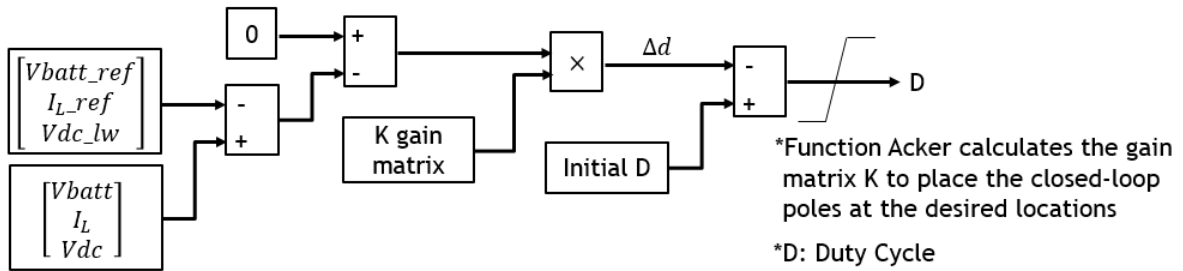 0
+
-
[Vbatt_ref]
I_L_ref
Vdc_lw
-
+
[Vbatt]
I_L
Vdc
K gain
matrix
×
Δd
Initial D
-
+
D
*Function Acker calculates the gain
matrix K to place the closed-loop
poles at the desired locations
*D: Duty Cycle